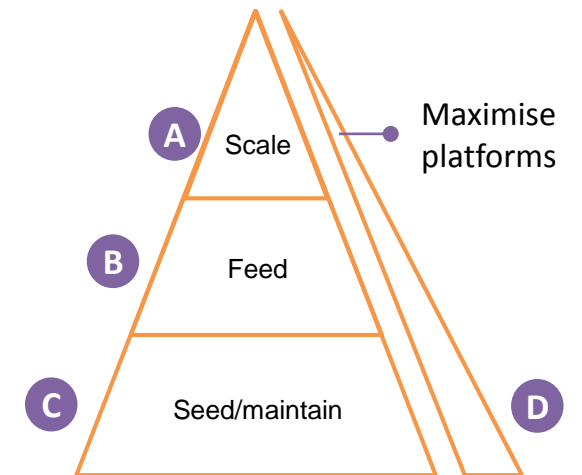 A
Scale
Maximise
platforms
B
Feed
C
Seed/maintain
D